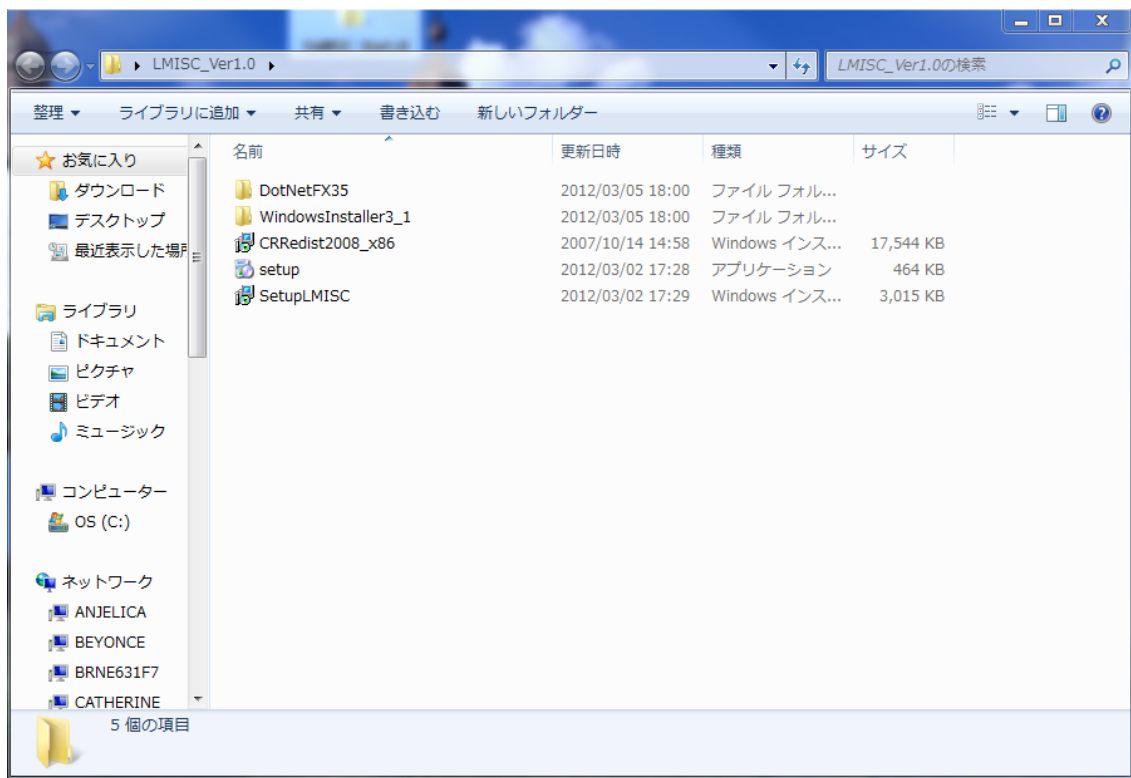 LMISC_Ver1.0
LMISC_Ver1.0の検索
整理 ライブラリに追加 共有 書き込む 新しいフォルダー
名前 更新日時 種類 サイズ
お気に入り
ダウンロード
デスクトップ
最近表示した場所
ライブラリ
ドキュメント
ピクチャ
ビデオ
ミュージック
コンピューター
OS (C:)
ネットワーク
ANJELICA
BEYONCE
BRNE631F7
CATHERINE
DotNetFX35 2012/03/05 18:00 ファイル フォル...
WindowsInstaller3_1 2012/03/05 18:00 ファイル フォル...
CRRedist2008_x86 2007/10/14 14:58 Windows インス... 17,544 KB
setup 2012/03/02 17:28 アプリケーション 464 KB
SetupLMISC 2012/03/02 17:29 Windows インス... 3,015 KB
5 個の項目